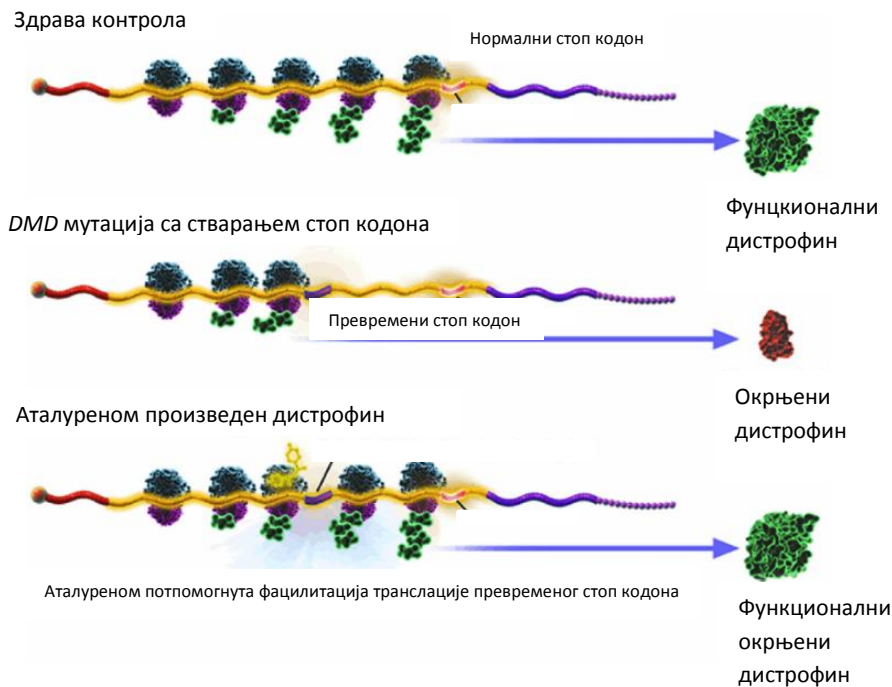 Здрава контрола
Нормални стоп кодон
Фунцкионални
дистрофин
DMD мутација са стварањем стоп кодона
Превремени стоп кодон
Окрњени
дистрофин
Аталуреном произведен дистрофин
Аталуреном потпомогнута фацилитација транслације превременог стоп кодона
Функционални
окрњени
дистрофин